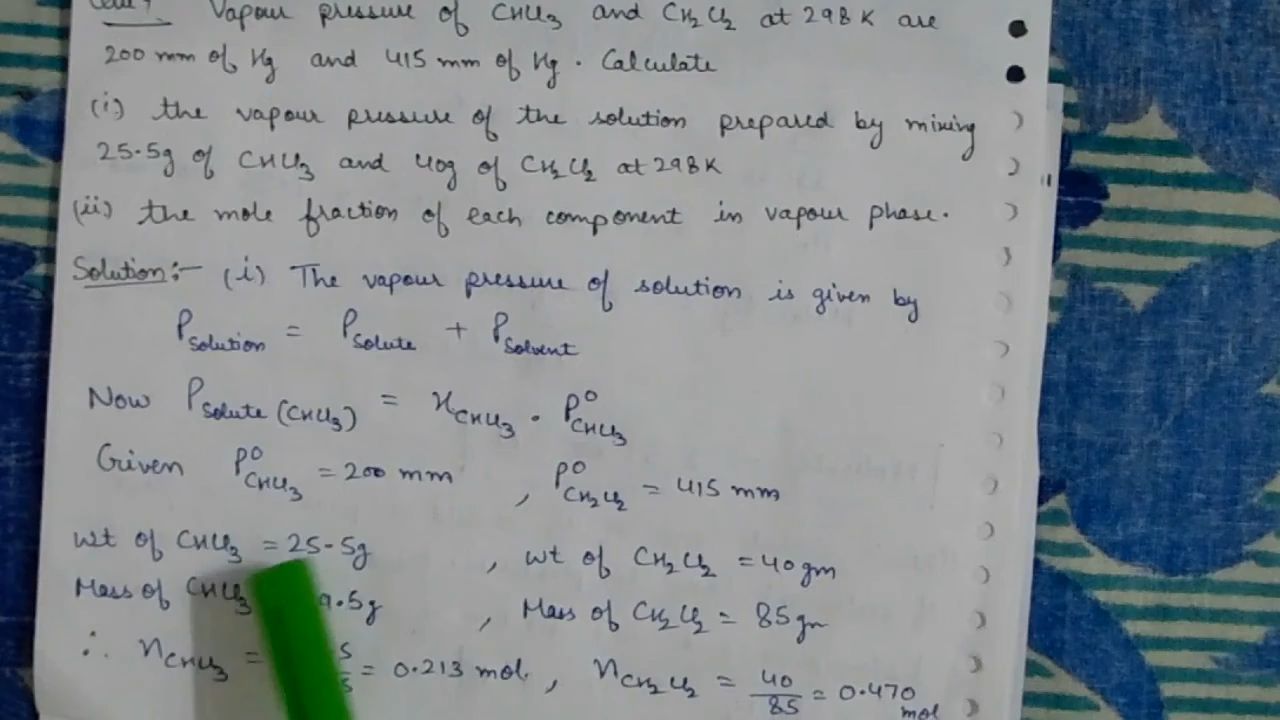 Vapour pressure of CHCl3 and CH2Cl2 at 298 K are
200 mm of Hg and 415 mm of Hg. Calculate
(i) the vapour pressure of the solution prepared by mixing
25.5g of CHCl3 and 40g of CH2Cl2 at 298K
(ii) the mole fraction of each component in vapour phase.
Solution:- (i) The vapour pressure of solution is given by
Psolution = Psolute + Psolvent
Now Psolute (CHCl3) = xCHCl3 . P°CHCl3
Given P°CHCl3 = 200 mm , P°CH2Cl2 = 415 mm
Wt of CHCl3 = 25-5g , wt of CH2Cl2 = 40gm
Mass of CHCl3 9.5g , Mass of CH2Cl2 = 85gm
∴ nCHCl3 = = 0.213 mol. , nCH2Cl2 = 40/85 = 0.470 mol